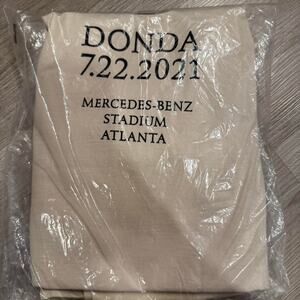 DONDA
7.22.2021
MERCEDES-BENZ
STADIUM
ATLANTA